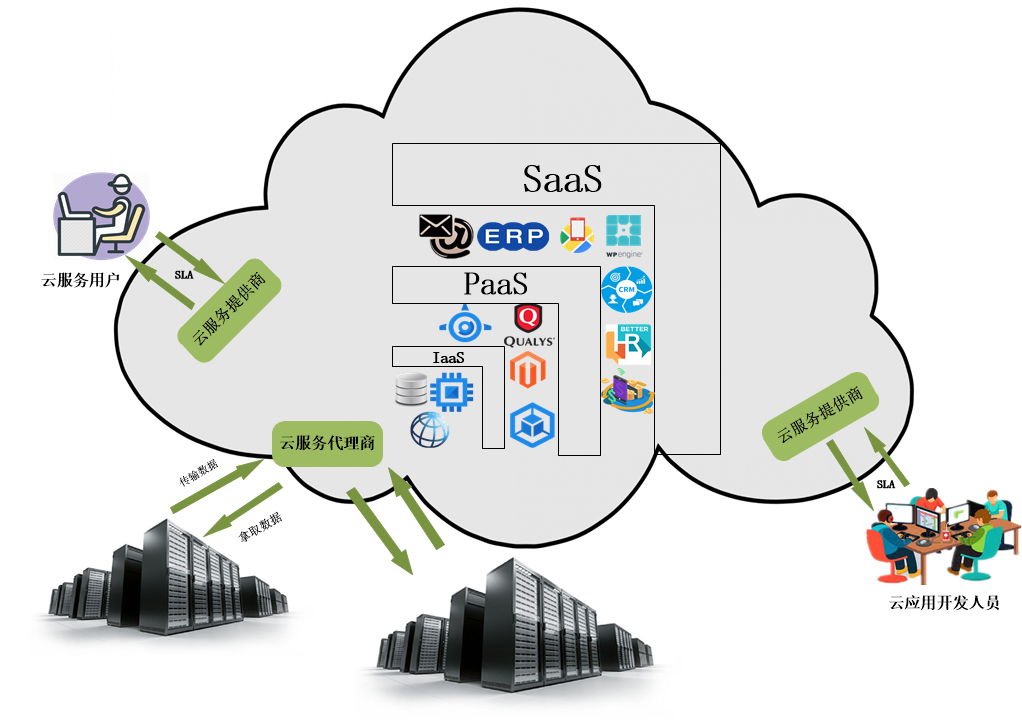 SaaS
ERP
WP engine
PaaS
CRM
QUALYS
BETTER
HR
IaaS
云服务用户
SLA
云服务提供商
云服务提供商
云服务代理商
传输数据
拿取数据
SLA
云应用开发人员